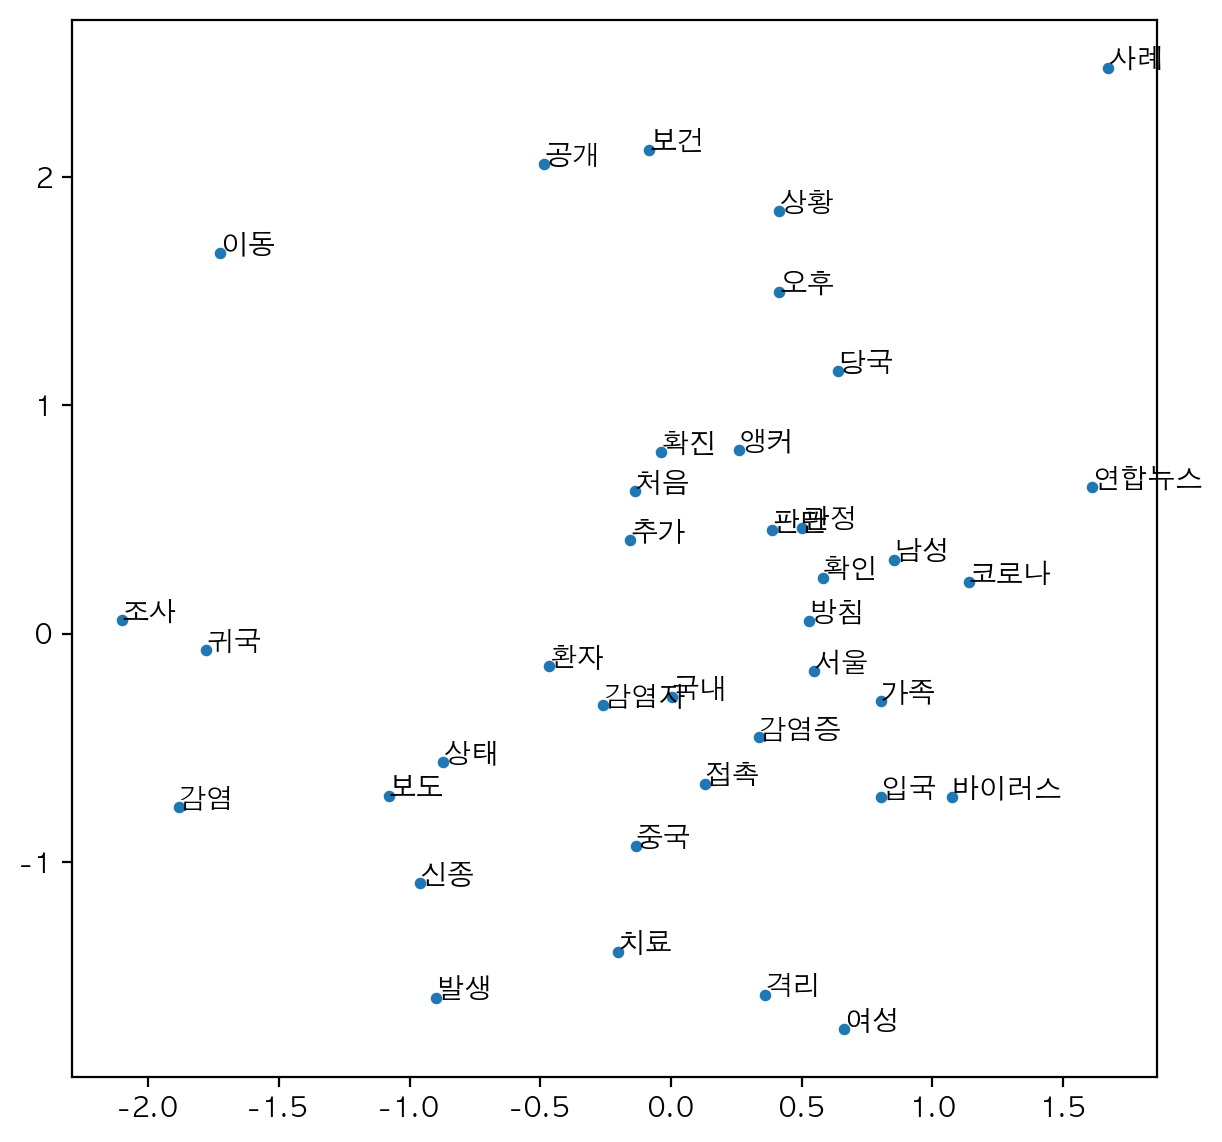 사례
보건
공개
상황
이동
2
오후
당국
1
앵커
확진
연합뉴스
처음
판단
판정
추가
남성
확인
코로나
조사
방침
0
귀국
환자
서울
국내
감염자
가족
감염증
상태
접촉
보도
입국
바이러스
감염
중국
-1
신종
치료
격리
발생
여성
-2.0
-1.5
-1.0
-0.5
0.0
0.5
1.0
1.5